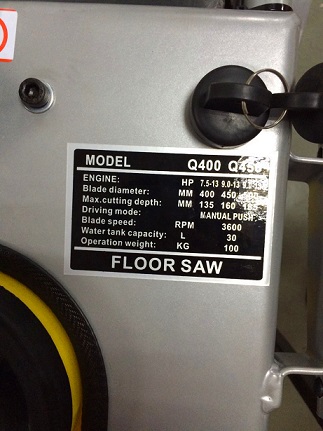 MODEL Q400
ENGINE: HP 7.5-13 9.0-13
Blade diameter: MM 400 450
Max.cutting depth: MM 135 160
Driving mode: MANUAL PUSH
Blade speed: RPM 3600
Water tank capacity: L 30
Operation weight: KG 100
FLOOR SAW